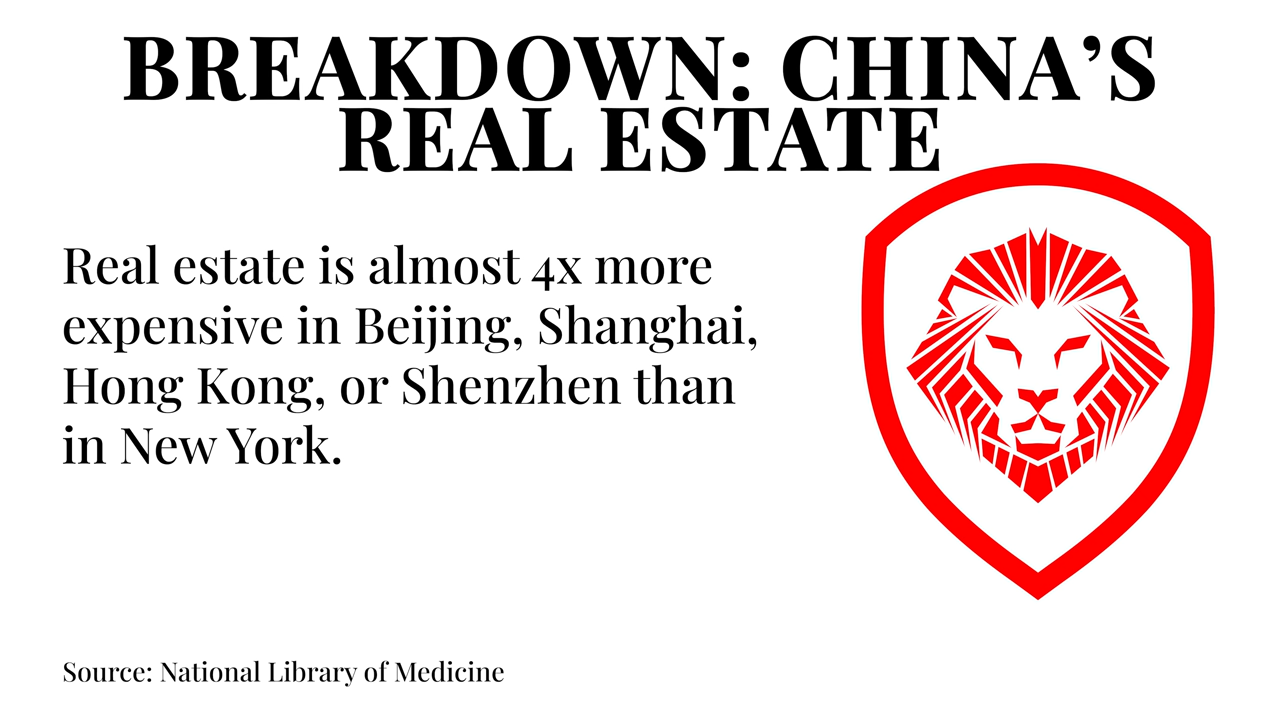 BREAKDOWN: CHINA’S
REAL ESTATE
Real estate is almost 4x more
expensive in Beijing, Shanghai,
Hong Kong, or Shenzhen than
in New York.
Source: National Library of Medicine